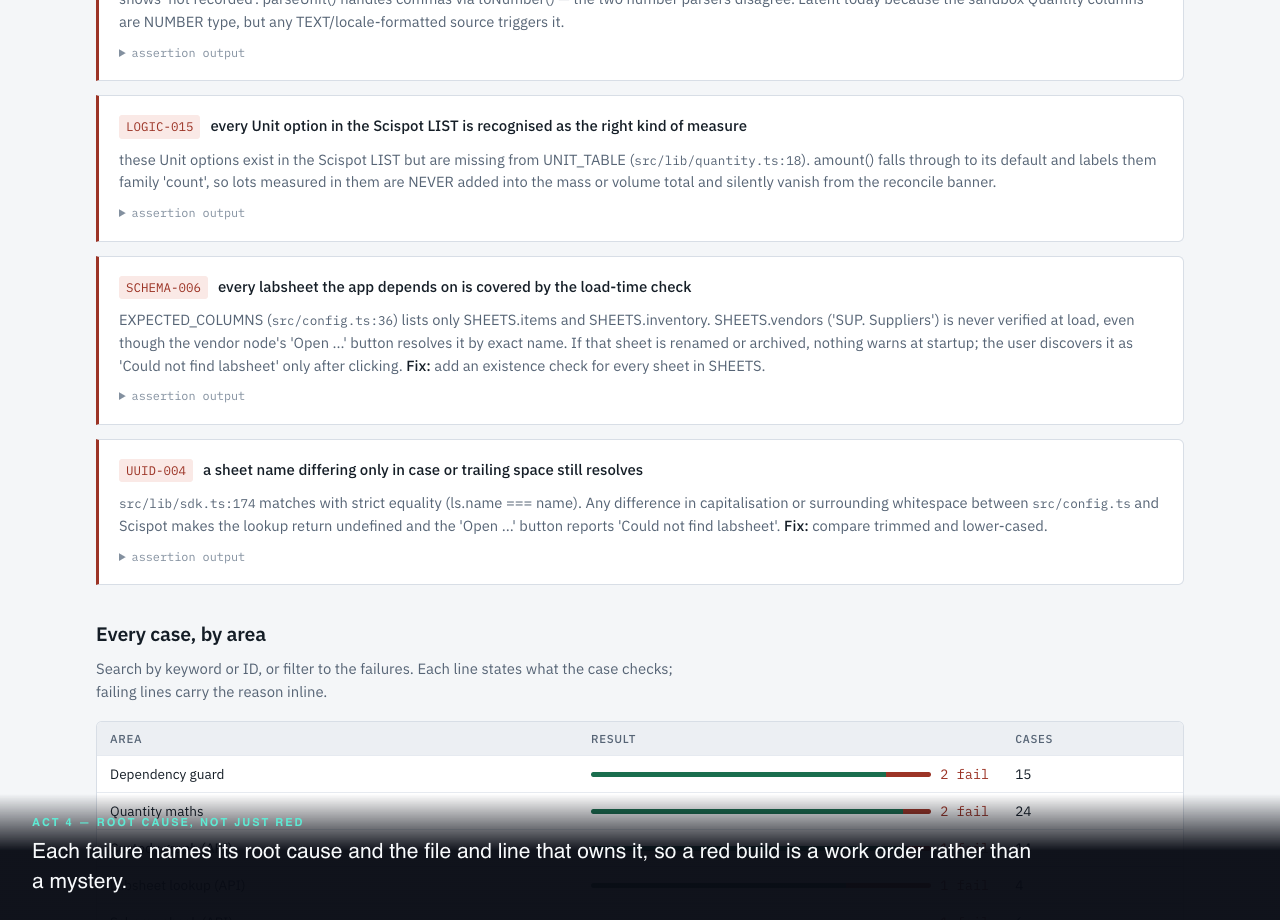 are NUMBER type, but any TEXT/locale-formatted source triggers it.
▶ assertion output
LOGIC-015 every Unit option in the Scispot LIST is recognised as the right kind of measure
these Unit options exist in the Scispot LIST but are missing from UNIT_TABLE (src/lib/quantity.ts:18). amount() falls through to its default and labels them
family 'count', so lots measured in them are NEVER added into the mass or volume total and silently vanish from the reconcile banner.
▶ assertion output
SCHEMA-006 every labsheet the app depends on is covered by the load-time check
EXPECTED_COLUMNS (src/config.ts:36) lists only SHEETS.items and SHEETS.inventory. SHEETS.vendors ('SUP. Suppliers') is never verified at load, even
though the vendor node's 'Open ...' button resolves it by exact name. If that sheet is renamed or archived, nothing warns at startup; the user discovers it as
'Could not find labsheet' only after clicking. Fix: add an existence check for every sheet in SHEETS.
▶ assertion output
UUID-004 a sheet name differing only in case or trailing space still resolves
src/lib/sdk.ts:174 matches with strict equality (ls.name === name). Any difference in capitalisation or surrounding whitespace between src/config.ts and
Scispot makes the lookup return undefined and the 'Open ...' button reports 'Could not find labsheet'. Fix: compare trimmed and lower-cased.
▶ assertion output
Every case, by area
Search by keyword or ID, or filter to the failures. Each line states what the case checks;
failing lines carry the reason inline.
AREA RESULT CASES
Dependency guard 2 fail 15
Quantity maths 2 fail 24
ACT 4 — ROOT CAUSE, NOT JUST RED
Each failure names its root cause and the file and line that owns it, so a red build is a work order rather than
a mystery.